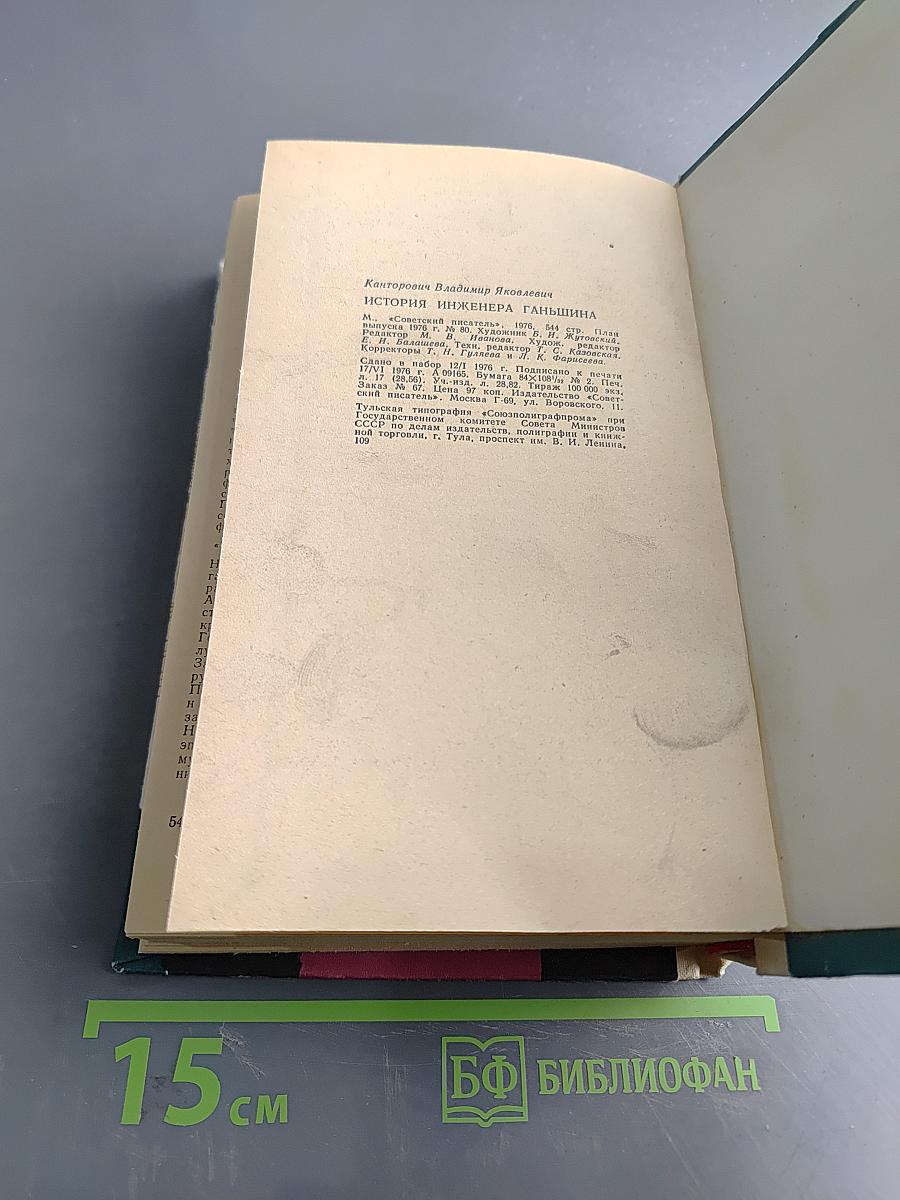 Канторович Владимир Яковлевич
ИСТОРИЯ ИНЖЕНЕРА ГАНЬШИНА
М., «Советский писатель», 1976, 544 стр. План
выпуска 1976 г. № 80. Художник Б. И. Жутовский.
Редактор М. В. Иванова. Худож. редактор
Е. И. Балашева. Техн. редактор Т. С. Казовская.
Корректоры Т. Н. Гуляева и Л. К. Фарисеева.
Сдано в набор 12/I 1976 г. Подписано к печати
17/VI 1976 г. А 09165. Бумага 84×108¹/₃₂ № 2. Печ.
л. 17 (28,56). Уч.-изд. л. 28,82. Тираж 100 000 экз.
Заказ № 67. Цена 97 коп. Издательство «Совет-
ский писатель». Москва Г-69, ул. Воровского, 11.
Тульская типография «Союзполиграфпрома» при
Государственном комитете Совета Министров
СССР по делам издательств, полиграфии и книж-
ной торговли, г. Тула, проспект им. В. И. Ленина,
109
54
15 см
БФ БИБЛИОФАН